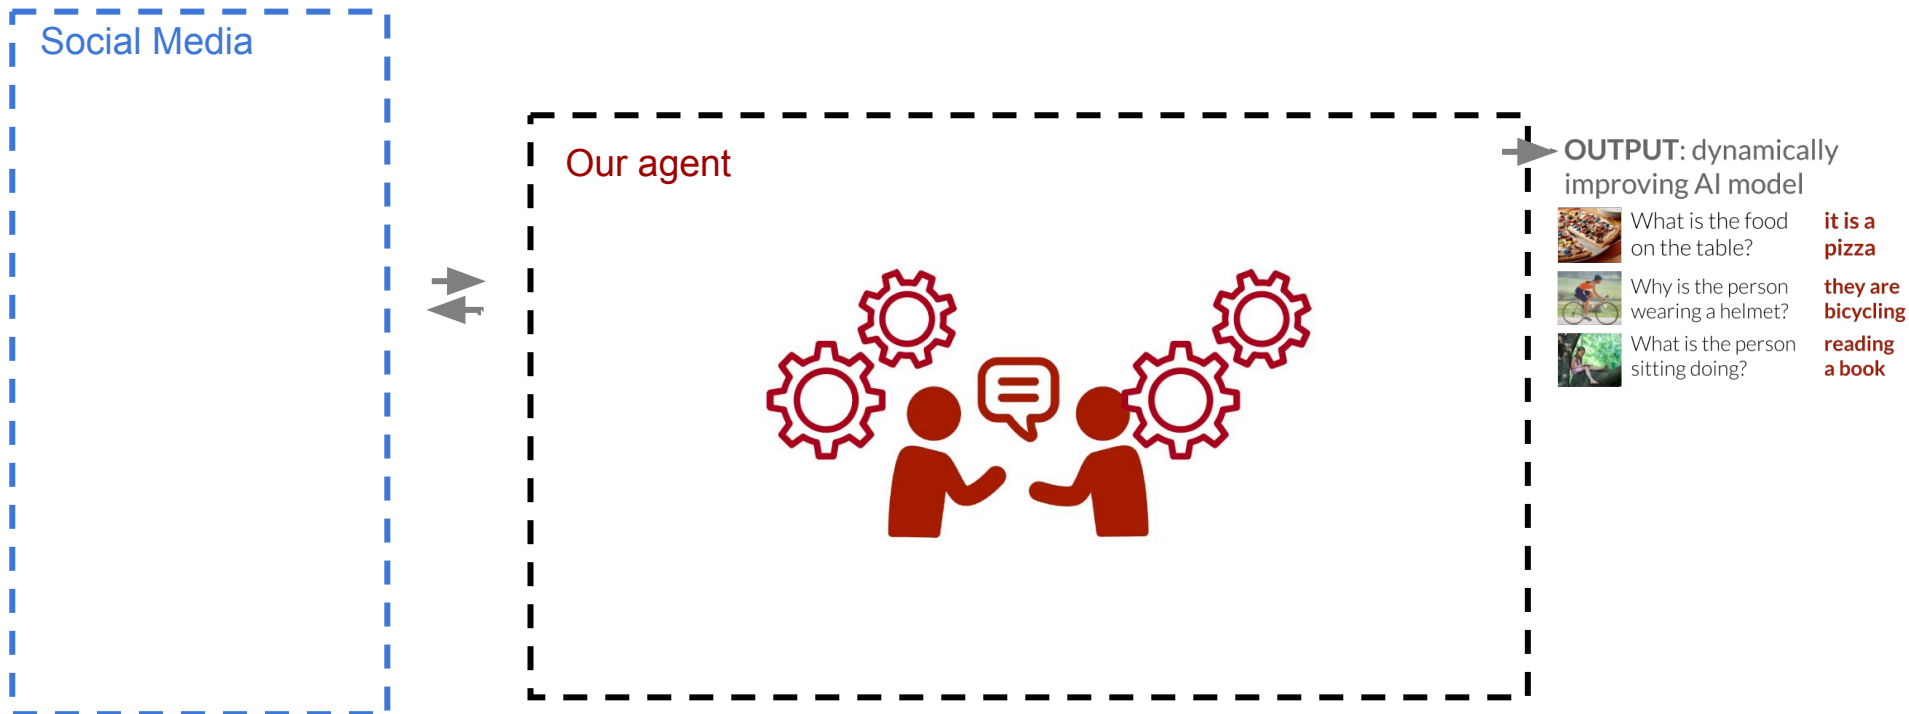 Social Media
Our agent
OUTPUT: dynamically
improving AI model
What is the food
on the table?
it is a
pizza
Why is the person
wearing a helmet?
they are
bicycling
What is the person
sitting doing?
reading
a book